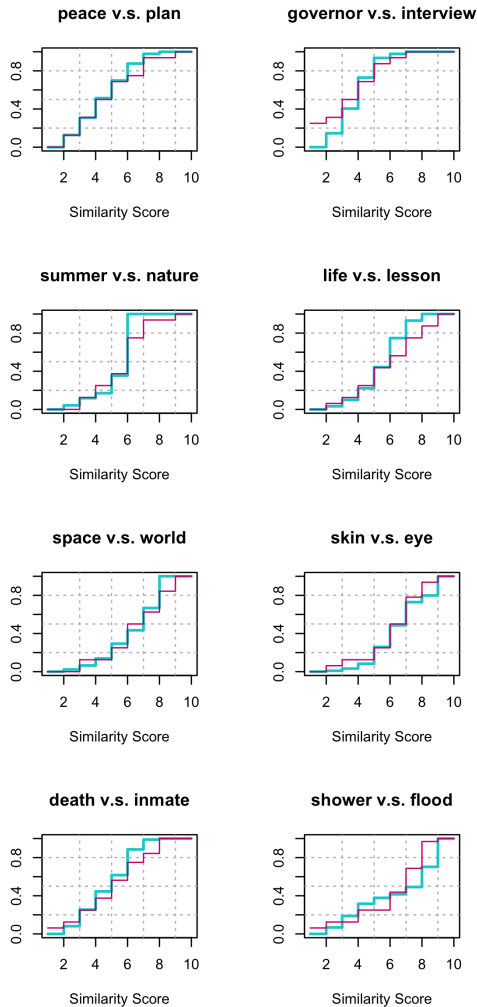 peace v.s. plan
0.0 0.4 0.8
2 4 6 8 10
Similarity Score
governor v.s. interview
0.0 0.4 0.8
2 4 6 8 10
Similarity Score
summer v.s. nature
0.0 0.4 0.8
2 4 6 8 10
Similarity Score
life v.s. lesson
0.0 0.4 0.8
2 4 6 8 10
Similarity Score
space v.s. world
0.0 0.4 0.8
2 4 6 8 10
Similarity Score
skin v.s. eye
0.0 0.4 0.8
2 4 6 8 10
Similarity Score
death v.s. inmate
0.0 0.4 0.8
2 4 6 8 10
Similarity Score
shower v.s. flood
0.0 0.4 0.8
2 4 6 8 10
Similarity Score